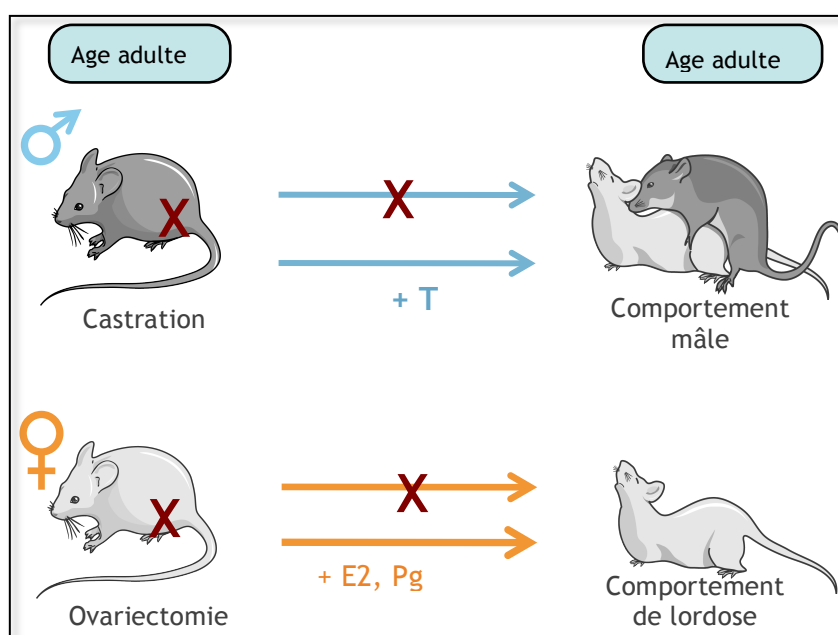 Age adulte
Age adulte
X
X
+ T
Castration
Comportement
mâle
X
X
+ E2, Pg
Ovariectomie
Comportement
de lordose